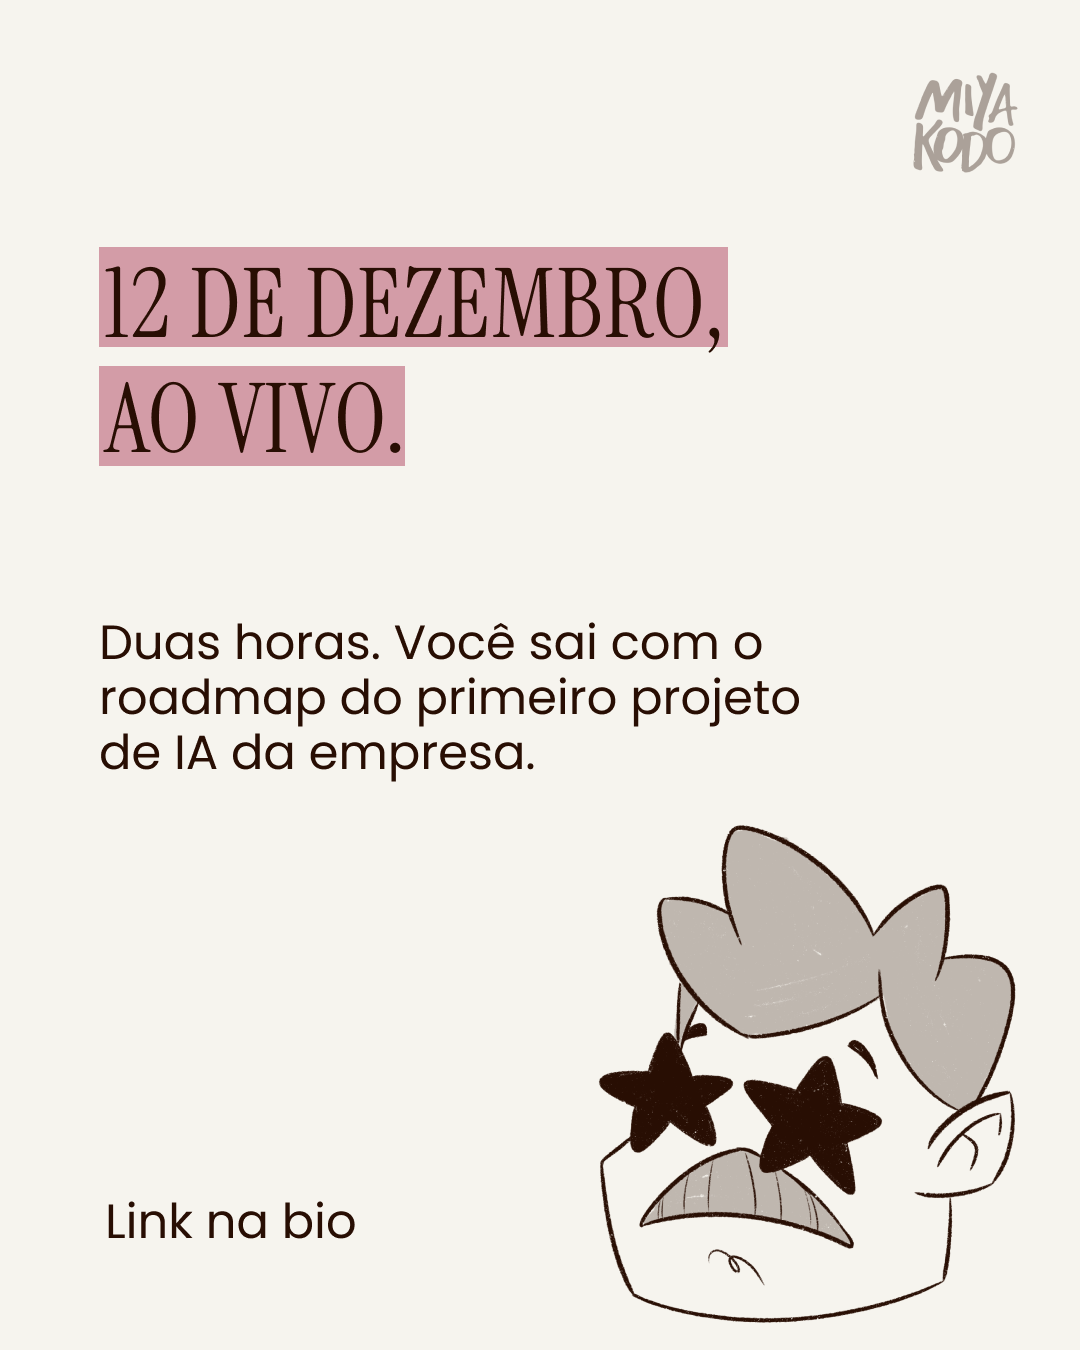 MIYA
KODO
12 DE DEZEMBRO,
AO VIVO.
Duas horas. Você sai com o
roadmap do primeiro projeto
de IA da empresa.
Link na bio